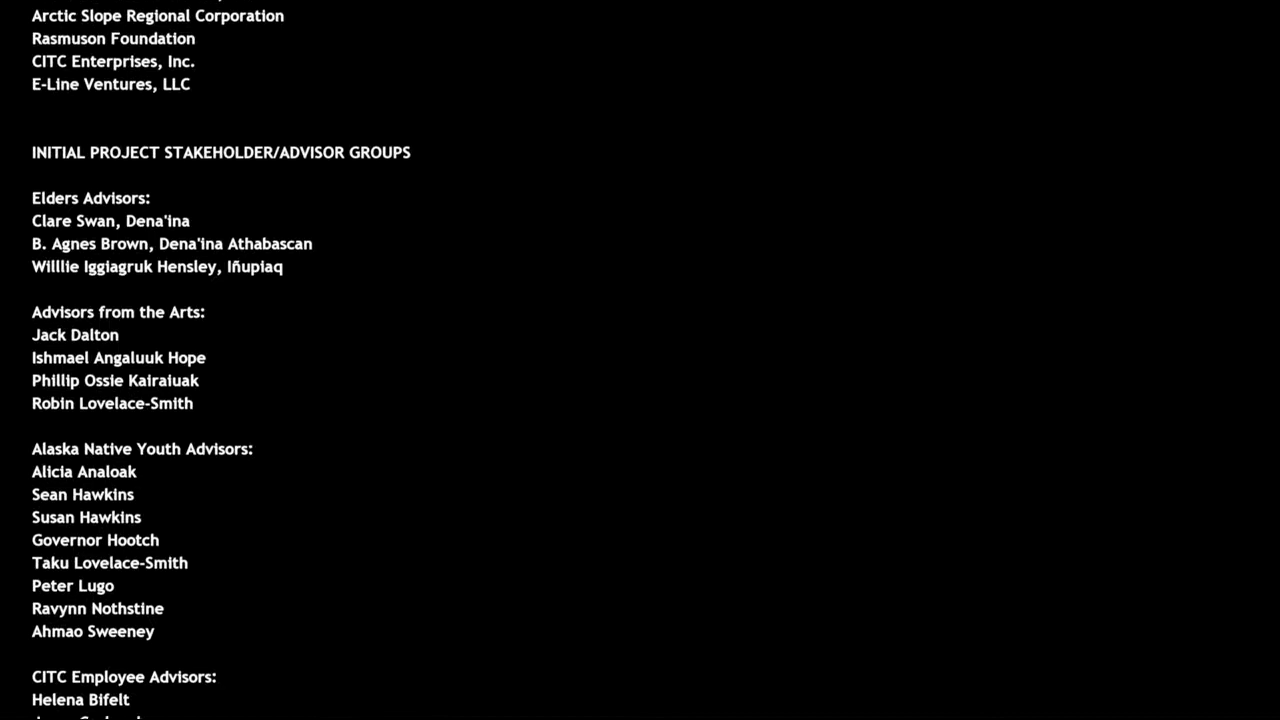 Arctic Slope Regional Corporation
Rasmuson Foundation
CITC Enterprises, Inc.
E-Line Ventures, LLC
INITIAL PROJECT STAKEHOLDER/ADVISOR GROUPS
Elders Advisors:
Clare Swan, Dena'ina
B. Agnes Brown, Dena'ina Athabascan
Willlie Iggiagruk Hensley, Iñupiaq
Advisors from the Arts:
Jack Dalton
Ishmael Angaluuk Hope
Phillip Ossie Kairaiuak
Robin Lovelace-Smith
Alaska Native Youth Advisors:
Alicia Analoak
Sean Hawkins
Susan Hawkins
Governor Hootch
Taku Lovelace-Smith
Peter Lugo
Ravynn Nothstine
Ahmao Sweeney
CITC Employee Advisors:
Helena Bifelt